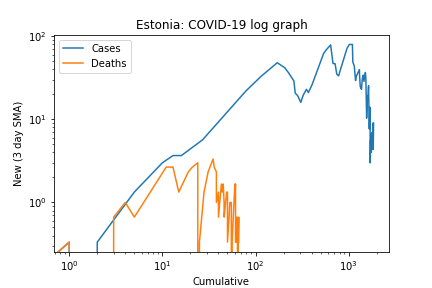 Estonia: COVID-19 log graph
Cases
Deaths
New (3 day SMA)
10²
10¹
10⁰
10⁰ 10¹ 10² 10³
Cumulative